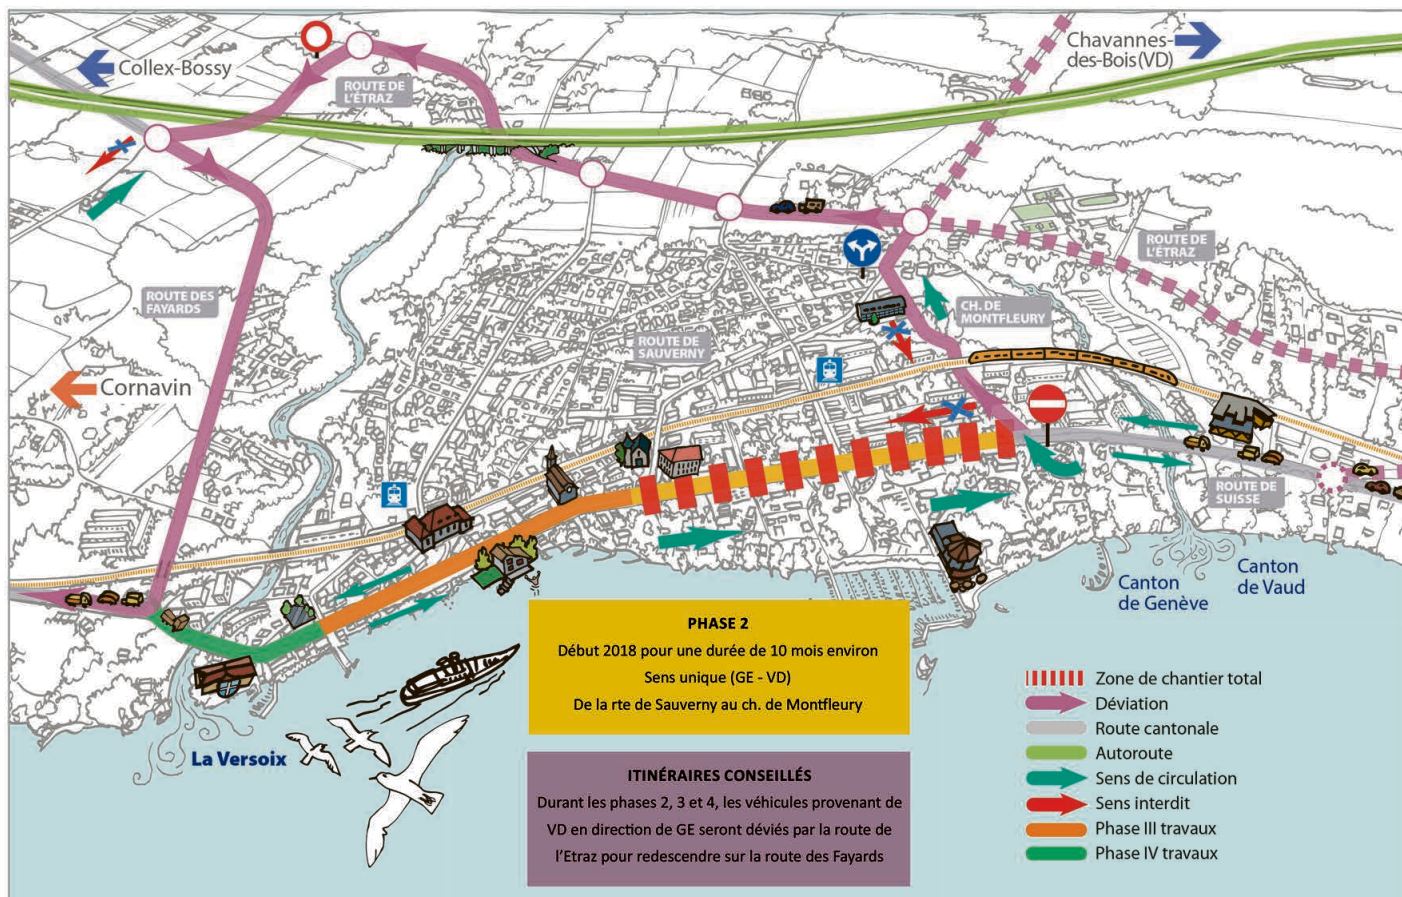 Collex-Bossy
ROUTE DE
L'ÉTRAZ
Chavannes-
des-Bois(VD)
ROUTE DE
L'ÉTRAZ
ROUTE DES
FAYARDS
CH. DE
MONTFLEURY
ROUTE DE
SAUVERNY
Cornavin
ROUTE DE
SUISSE
Canton
de Genève
Canton
de Vaud
La Versoix
PHASE 2
Début 2018 pour une durée de 10 mois environ
Sens unique (GE - VD)
De la rte de Sauverny au ch. de Montfleury
ITINÉRAIRES CONSEILLÉS
Durant les phases 2, 3 et 4, les véhicules provenant de
VD en direction de GE seront déviés par la route de
l'Etraz pour redescendre sur la route des Fayards
Zone de chantier total
Déviation
Route cantonale
Autoroute
Sens de circulation
Sens interdit
Phase III travaux
Phase IV travaux